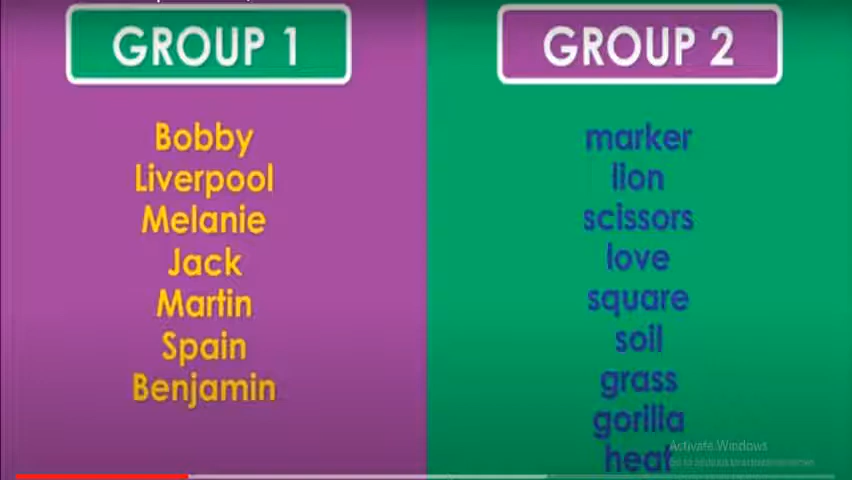 GROUP 1
Bobby
Liverpool
Melanie
Jack
Martin
Spain
Benjamin
GROUP 2
marker
lion
scissors
love
square
soil
grass
gorilla
heat
Activate Windows